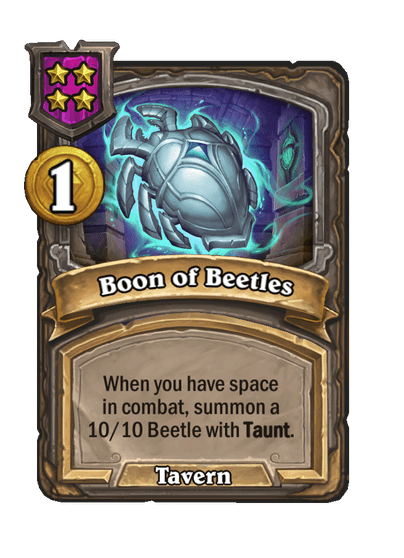 1
Boon of Beetles
When you have space
in combat, summon a
10/10 Beetle with Taunt.
Tavern